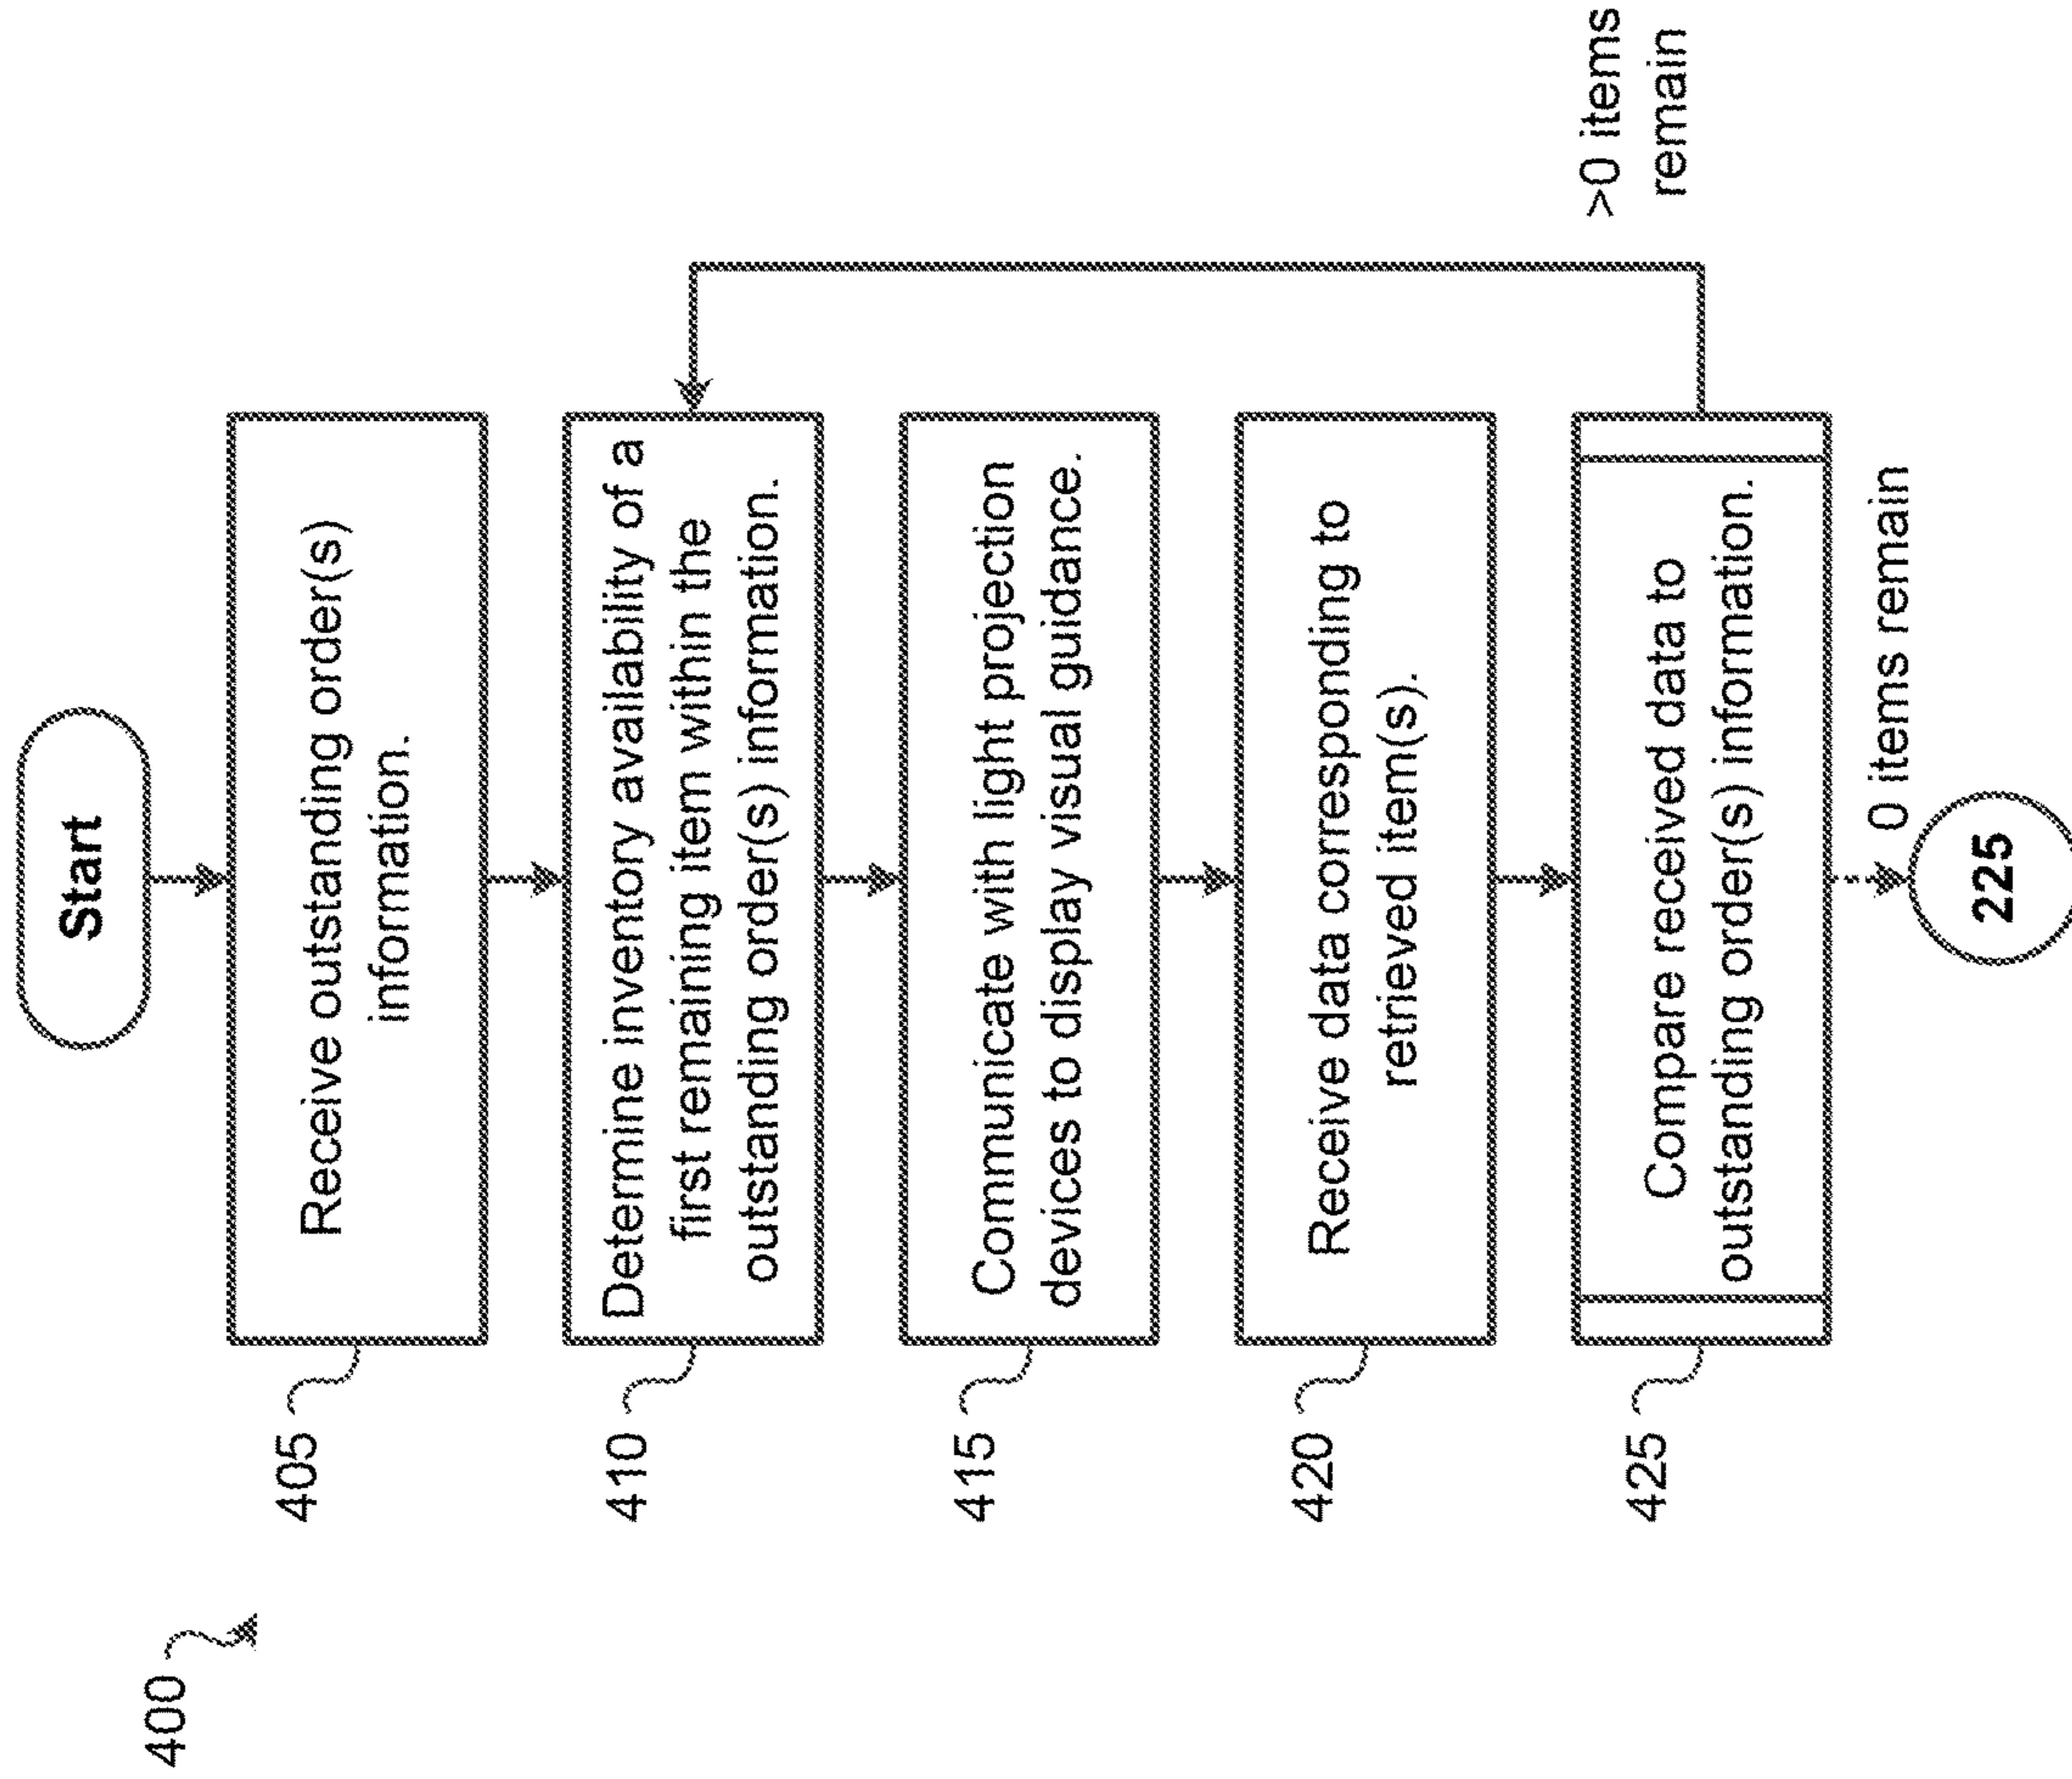 400
Start
405
Receive outstanding order(s)
information.
410
Determine inventory availability of a
first remaining item within the
outstanding order(s) information.
415
Communicate with light projection
devices to display visual guidance.
420
Receive data corresponding to
retrieved item(s).
425
Compare received data to
outstanding order(s) information.
>0 items
remain
0 items remain
225